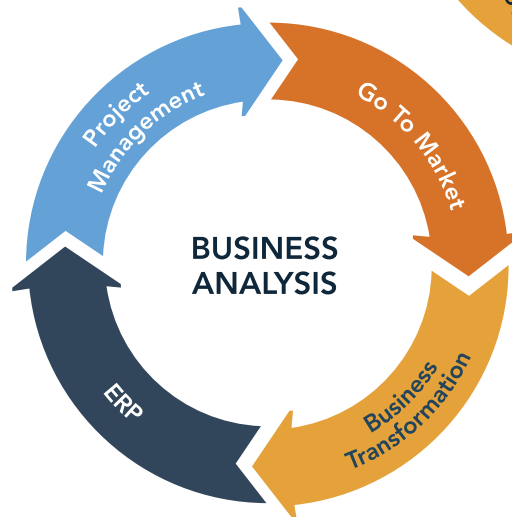 Project
Management
Go To Market
BUSINESS
ANALYSIS
ERP
Business
Transformation